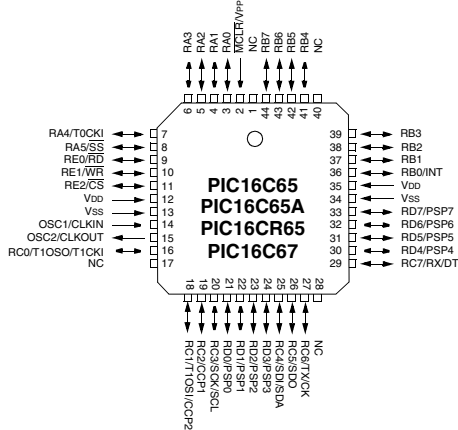 RA3
RA2
RA1
RA0
MCLR/VPP
NC
RB7
RB6
RB5
RB4
NC
6
5
4
3
2
1
44
43
42
41
40
RA4/T0CKI
7
RA5/SS
8
RE0/RD
9
RE1/WR
10
RE2/CS
11
VDD
12
VSS
13
OSC1/CLKIN
14
OSC2/CLKOUT
15
RC0/T1OSO/T1CKI
16
NC
17
PIC16C65
PIC16C65A
PIC16CR65
PIC16C67
39
RB3
38
RB2
37
RB1
36
RB0/INT
35
VDD
34
VSS
33
RD7/PSP7
32
RD6/PSP6
31
RD5/PSP5
30
RD4/PSP4
29
RC7/RX/DT
18
19
20
21
22
23
24
25
26
27
28
RC1/T1OSI/CCP2
RC2/CCP1
RC3/SCK/SCL
RD0/PSP0
RD1/PSP1
RD2/PSP2
RD3/PSP3
RC4/SDI/SDA
RC5/SDO
RC6/TX/CK
NC